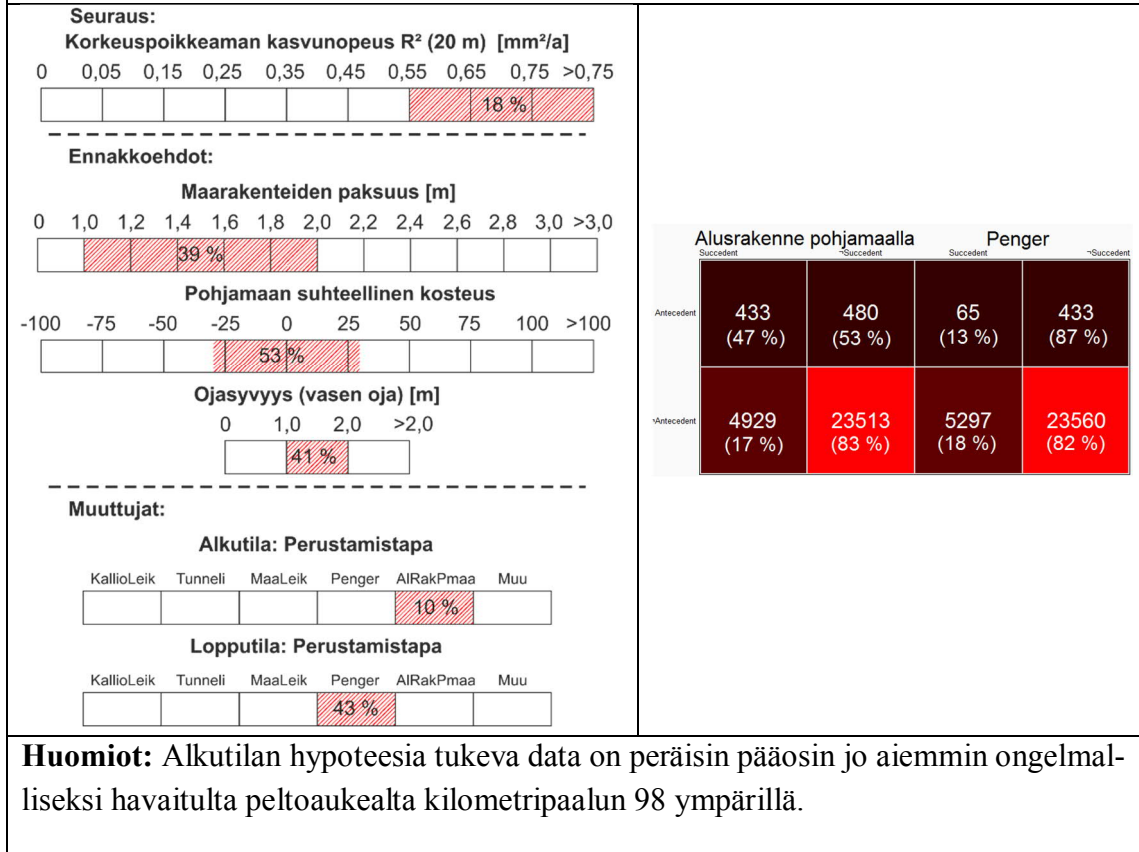 Seuraus:
Korkeuspoikkeaman kasvunopeus R² (20 m) [mm²/a]
0 0,05 0,15 0,25 0,35 0,45 0,55 0,65 0,75 >0,75
18 %
Ennakkoehdot:
Maarakenteiden paksuus [m]
0 1,0 1,2 1,4 1,6 1,8 2,0 2,2 2,4 2,6 2,8 3,0 >3,0
39 %
Pohjamaan suhteellinen kosteus
-100 -75 -50 -25 0 25 50 75 100 >100
53 %
Ojasyvyys (vasen oja) [m]
0 1,0 2,0 >2,0
41 %
Muuttujat:
Alkutila: Perustamistapa
KallioLeik Tunneli MaaLeik Penger AlRakPmaa Muu
10 %
Lopputila: Perustamistapa
KallioLeik Tunneli MaaLeik Penger AlRakPmaa Muu
43 %
Alusrakenne pohjamaalla Penger
Succedent ¬Succedent Succedent ¬Succedent
Antecedent 433 480 65 433
(47 %) (53 %) (13 %) (87 %)
¬Antecedent 4929 23513 5297 23560
(17 %) (83 %) (18 %) (82 %)
Huomiot: Alkutilan hypoteesia tukeva data on peräisin pääosin jo aiemmin ongelmal-
liseksi havaitulta peltoaukealta kilometripaalun 98 ympärillä.